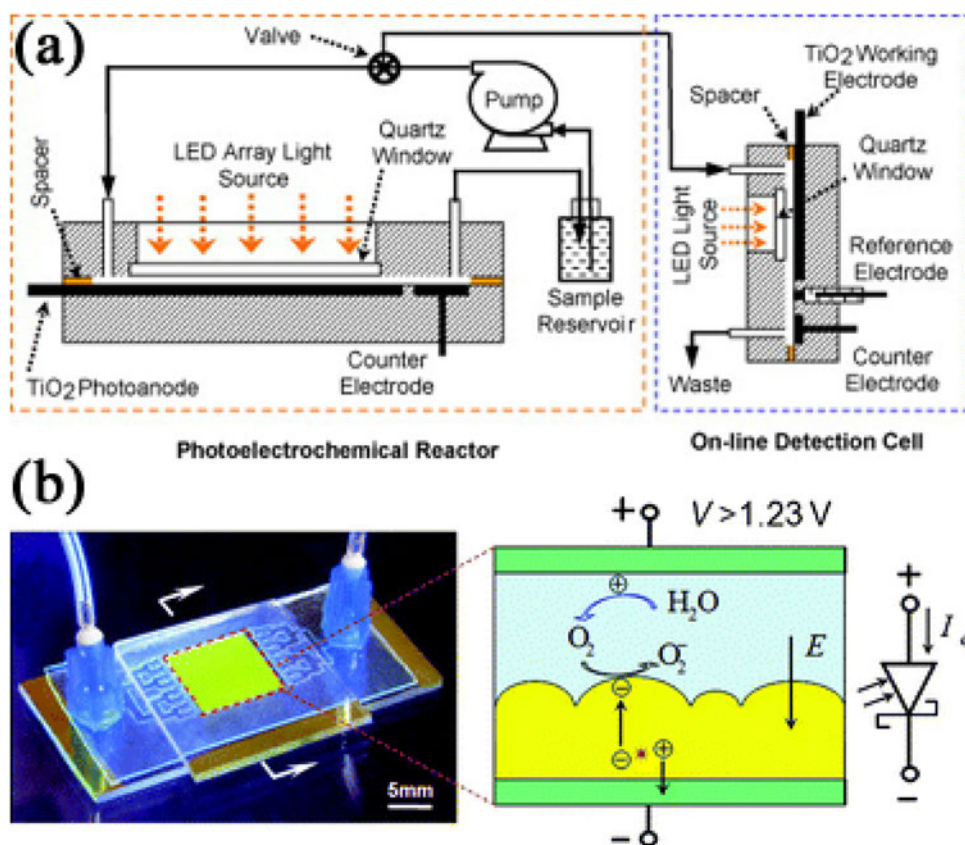 (a)
Valve
Pump
LED Array Light
Source
Quartz
Window
Spacer
Sample
Reservoir
Counter
Electrode
TiO2 Photoanode
TiO2 Working
Electrode
Spacer
Quartz
Window
LED Light
Source
Reference
Electrode
Waste
Counter
Electrode
Photoelectrochemical Reactor
On-line Detection Cell
(b)
5mm
+
V >1.23 V
⊕
H2O
O2
O2-
E
⊖
⊖
⊕
−
+
I
−